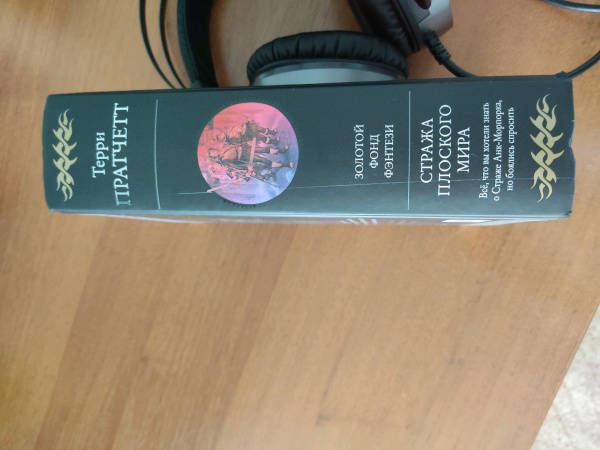 Терри
ПРАТЧЕТТ
ЗОЛОТОЙ
ФОНД
ФЭНТЕЗИ
СТРАЖА
ПЛОСКОГО
МИРА
Всё, что вы хотели знать
о Страже Анк-Морпорка,
но боялись спросить